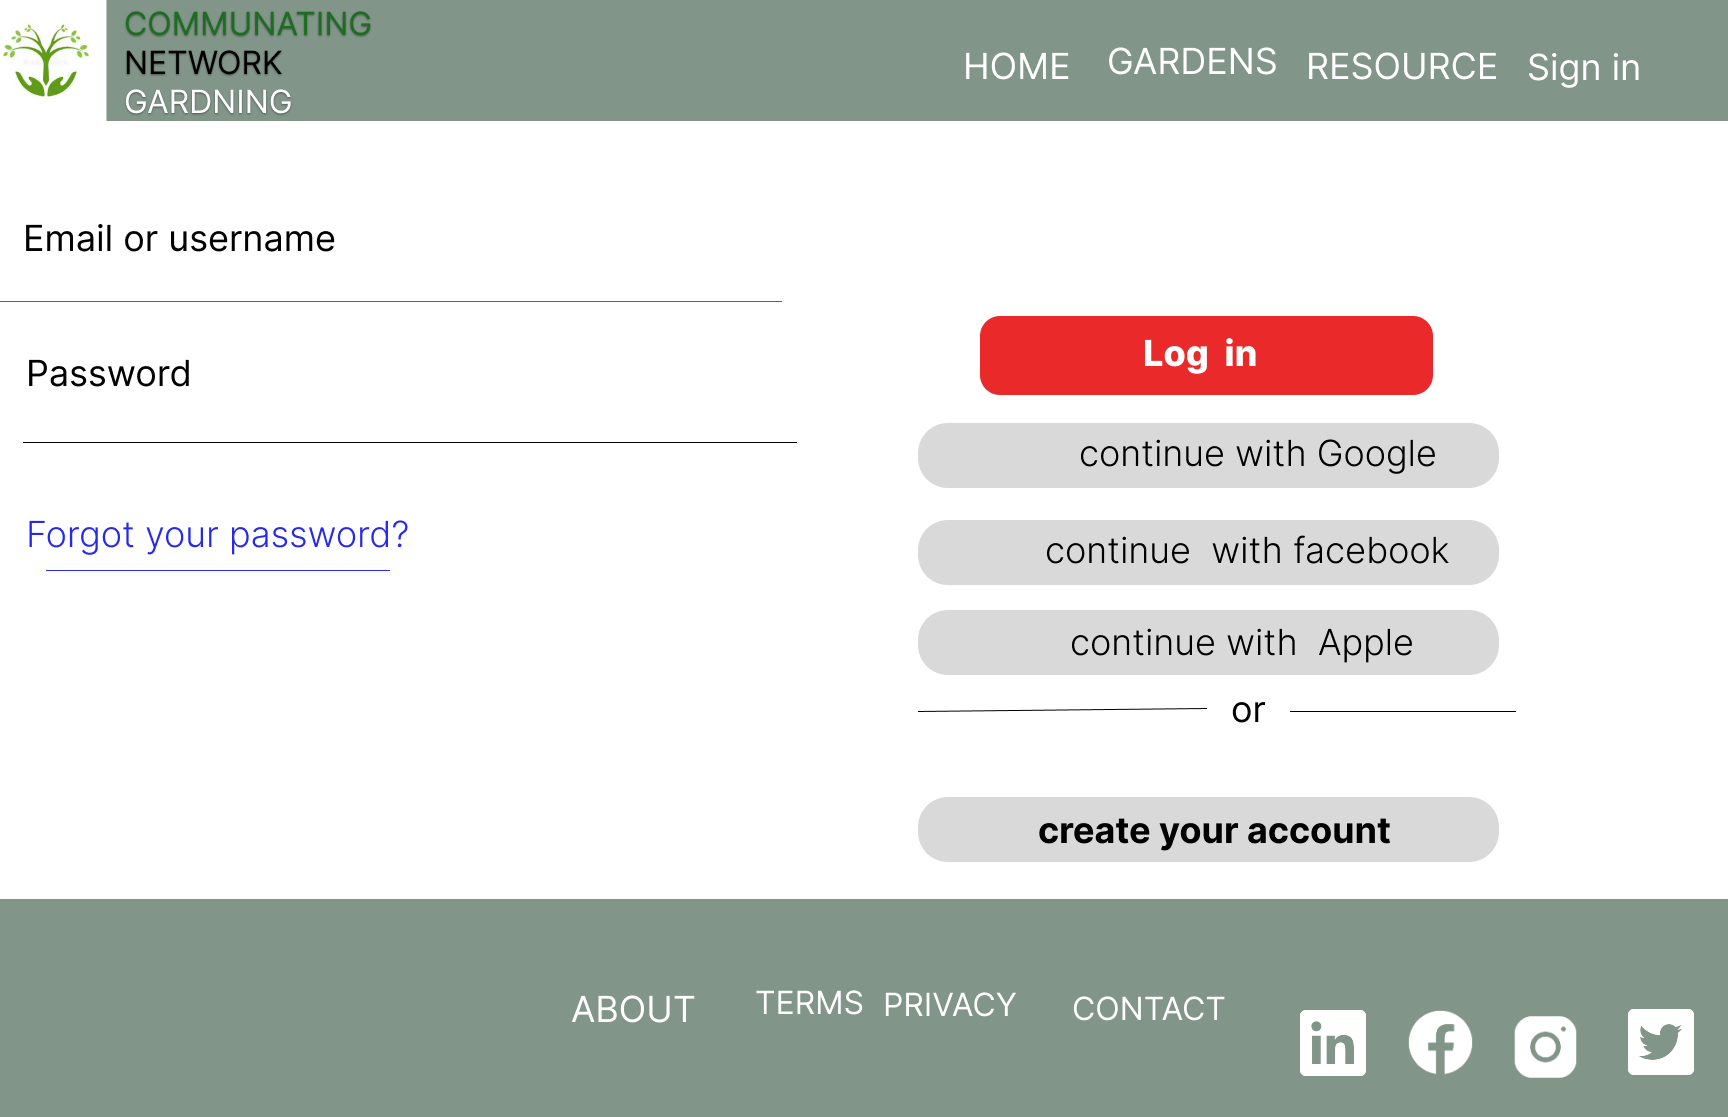 COMMUNATING
NETWORK
GARDNING
HOME GARDENS RESOURCE Sign in
Email or username
Password
Forgot your password?
Log in
continue with Google
continue with facebook
continue with Apple
or
create your account
ABOUT TERMS PRIVACY CONTACT
in